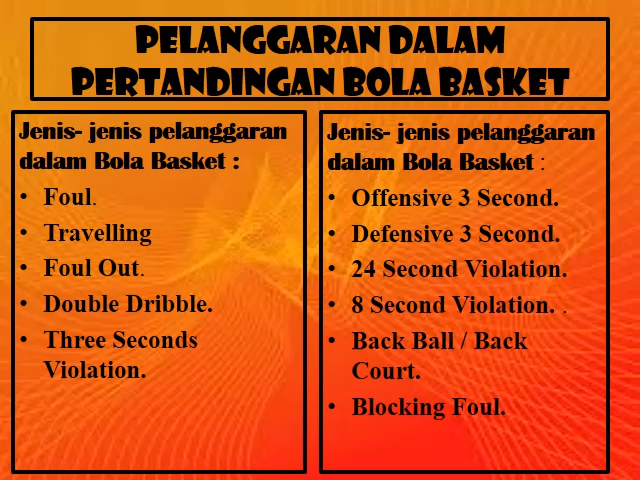 PELANGGARAN DALAM
PERTANDINGAN BOLA BASKET
Jenis- jenis pelanggaran
dalam Bola Basket :
• Foul.
• Travelling
• Foul Out.
• Double Dribble.
• Three Seconds
Violation.
Jenis- jenis pelanggaran
dalam Bola Basket :
• Offensive 3 Second.
• Defensive 3 Second.
• 24 Second Violation.
• 8 Second Violation. .
• Back Ball / Back
Court.
• Blocking Foul.